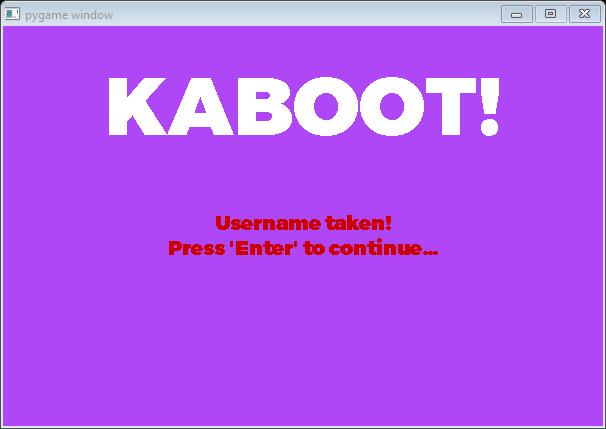 pygame window
KABOOT!
Username taken!
Press 'Enter' to continue...